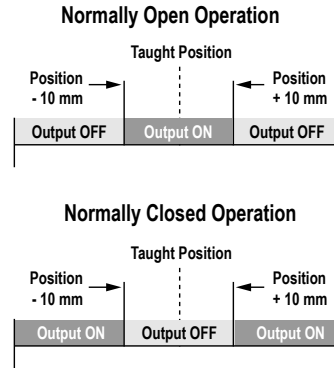 Normally Open Operation
Taught Position
Position - 10 mm
Position + 10 mm
Output OFF Output ON Output OFF
Normally Closed Operation
Taught Position
Position - 10 mm
Position + 10 mm
Output ON Output OFF Output ON